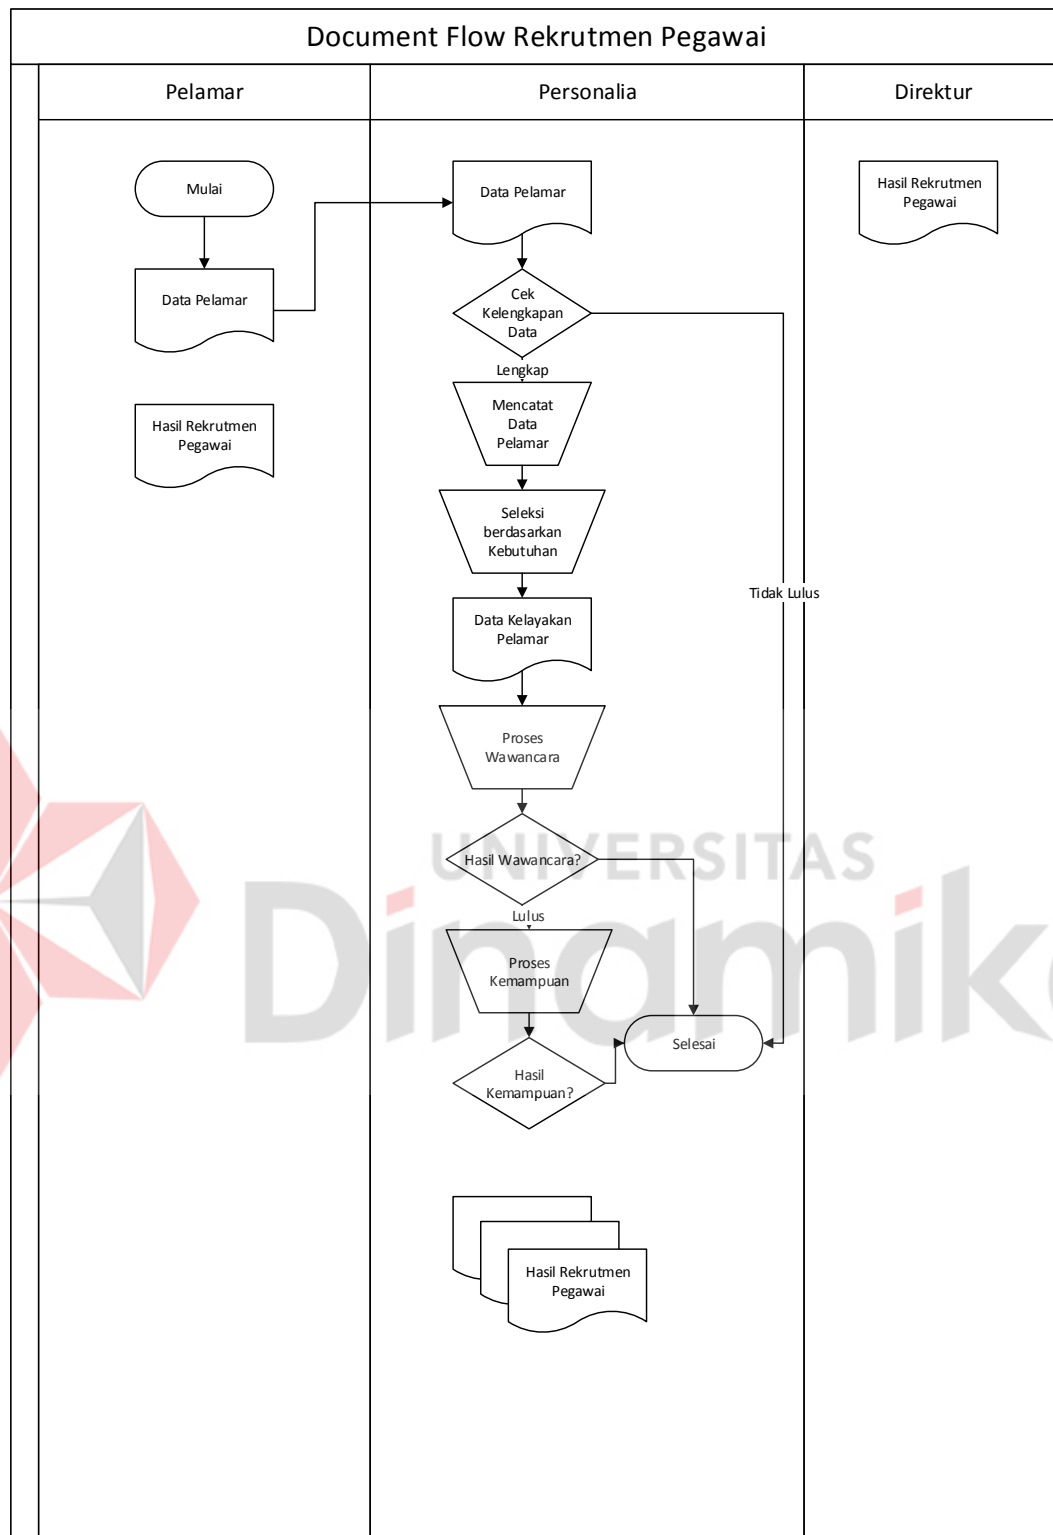 Document Flow Rekrutmen Pegawai
Pelamar
Personalia
Direktur
Mulai
Data Pelamar
Hasil Rekrutmen
Pegawai
Data Pelamar
Cek
Kelengkapan
Data
Lengkap
Mencatat
Data
Pelamar
Seleksi
berdasarkan
Kebutuhan
Data Kelayakan
Pelamar
Proses
Wawancara
Hasil Wawancara?
Lulus
Proses
Kemampuan
Hasil
Kemampuan?
Selesai
Tidak Lulus
Hasil Rekrutmen
Pegawai
Hasil Rekrutmen
Pegawai
UNIVERSITAS
Dinamika